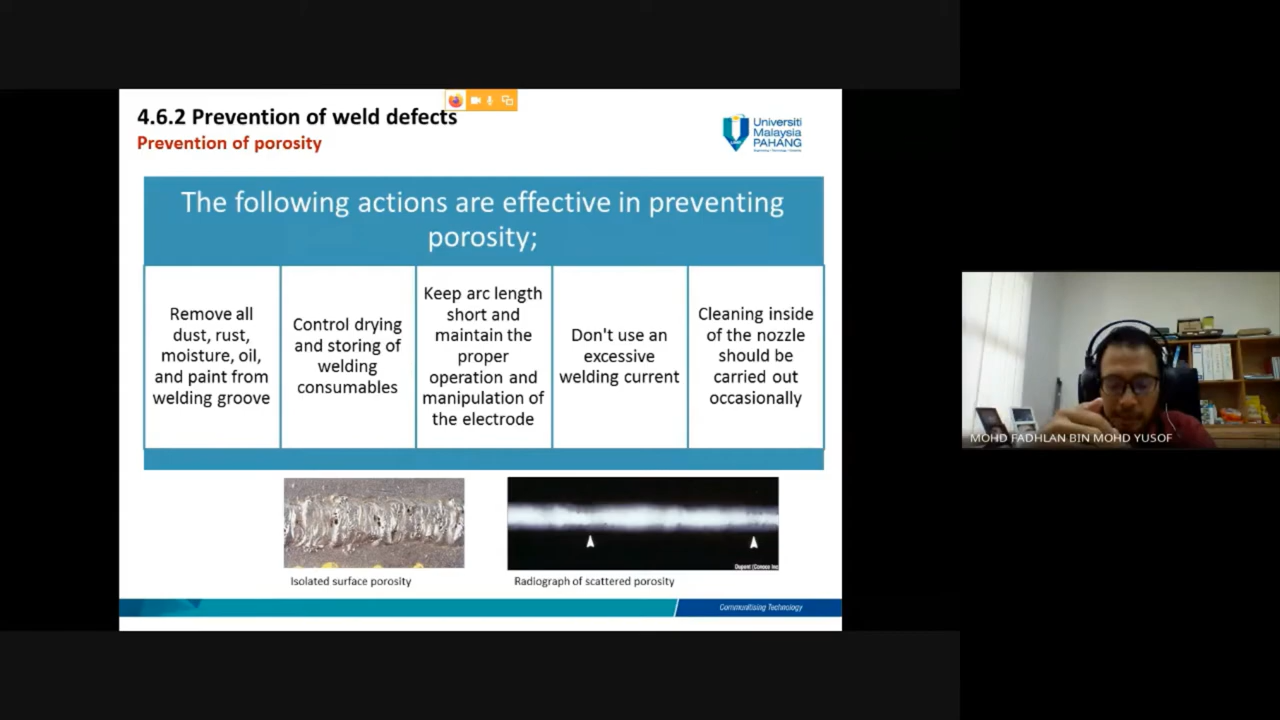 4.6.2 Prevention of weld defects
Prevention of porosity
Universiti
Malaysia
PAHANG
The following actions are effective in preventing
porosity;
Remove all
dust, rust,
moisture, oil,
and paint from
welding groove
Control drying
and storing of
welding
consumables
Keep arc length
short and
maintain the
proper
operation and
manipulation of
the electrode
Don't use an
excessive
welding current
Cleaning inside
of the nozzle
should be
carried out
occasionally
Dupont (Conoco Inc
Isolated surface porosity
Radiograph of scattered porosity
Communitising Technology
MOHD FADHLAN BIN MOHD YUSOF